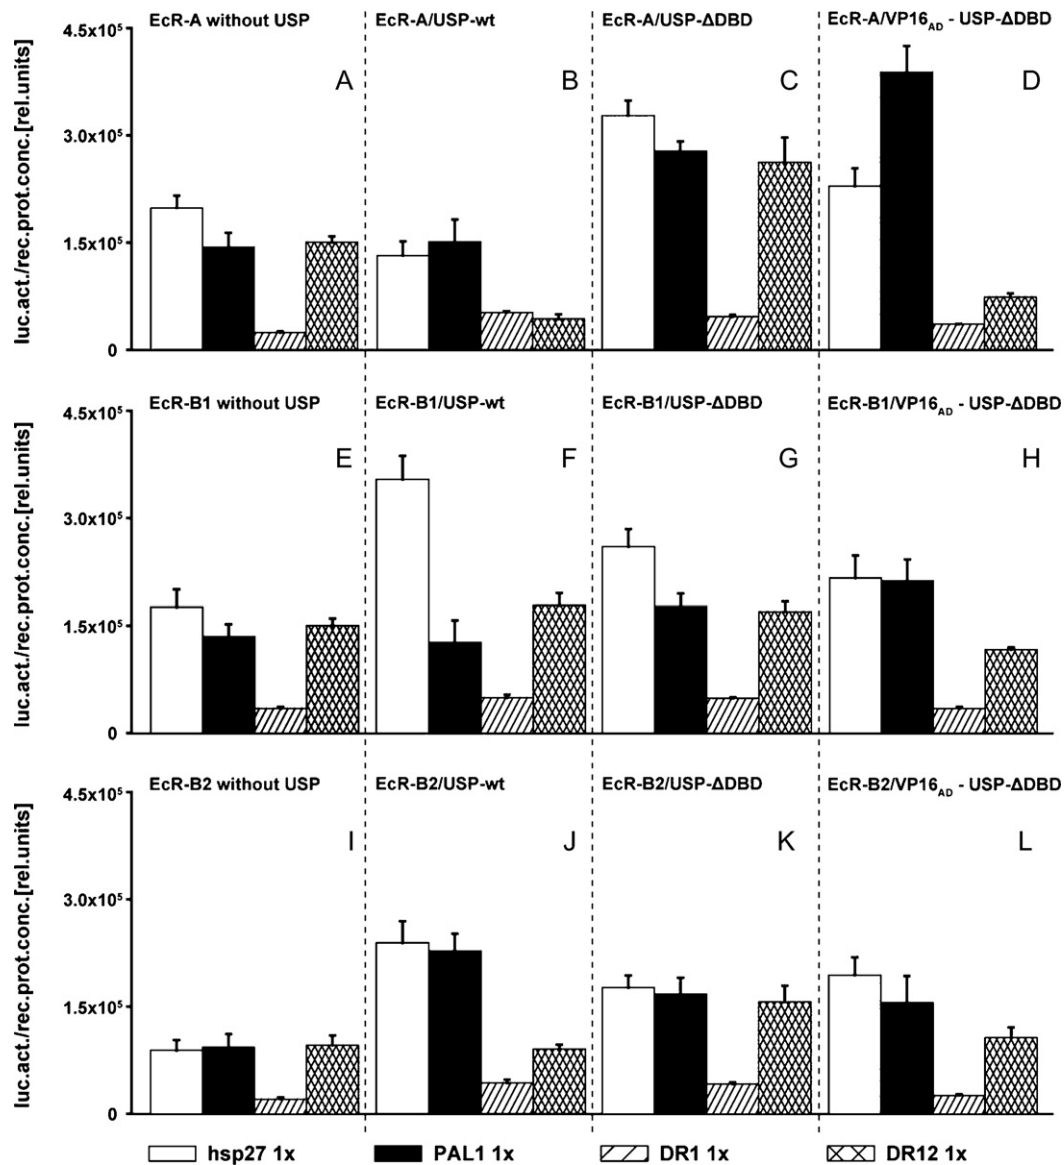 EcR-A without USP
EcR-A/USP-wt
EcR-A/USP-ΔDBD
EcR-A/VP16AD - USP-ΔDBD
luc.act./rec.prot.conc.[rel.units]
4.5x10⁵
3.0x10⁵
1.5x10⁵
0
A
B
C
D
EcR-B1 without USP
EcR-B1/USP-wt
EcR-B1/USP-ΔDBD
EcR-B1/VP16AD - USP-ΔDBD
luc.act./rec.prot.conc.[rel.units]
4.5x10⁵
3.0x10⁵
1.5x10⁵
0
E
F
G
H
EcR-B2 without USP
EcR-B2/USP-wt
EcR-B2/USP-ΔDBD
EcR-B2/VP16AD - USP-ΔDBD
luc.act./rec.prot.conc.[rel.units]
4.5x10⁵
3.0x10⁵
1.5x10⁵
0
I
J
K
L
hsp27 1x
PAL1 1x
DR1 1x
DR12 1x